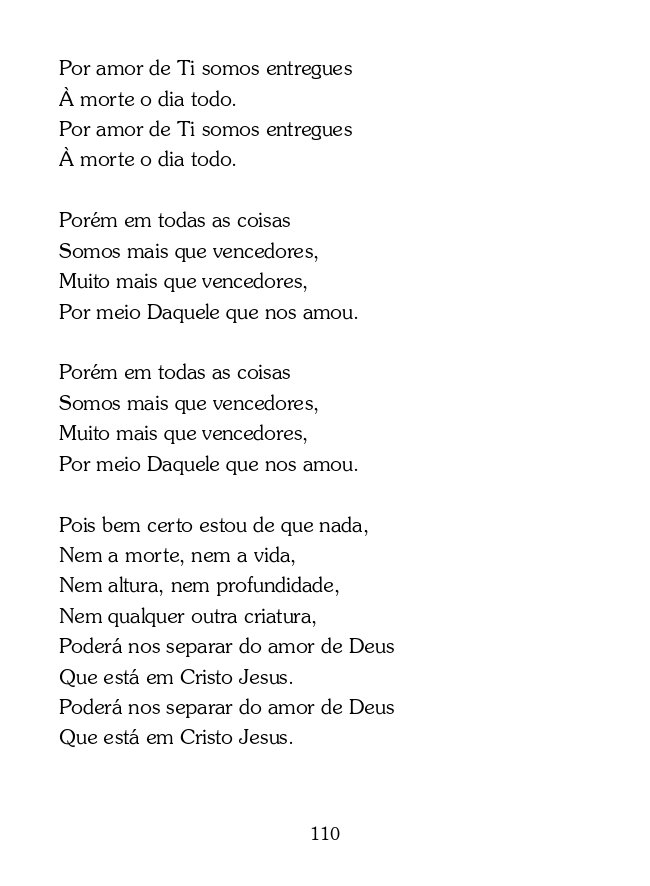 Por amor de Ti somos entregues
À morte o dia todo.
Por amor de Ti somos entregues
À morte o dia todo.

Porém em todas as coisas
Somos mais que vencedores,
Muito mais que vencedores,
Por meio Daquele que nos amou.

Porém em todas as coisas
Somos mais que vencedores,
Muito mais que vencedores,
Por meio Daquele que nos amou.

Pois bem certo estou de que nada,
Nem a morte, nem a vida,
Nem altura, nem profundidade,
Nem qualquer outra criatura,
Poderá nos separar do amor de Deus
Que está em Cristo Jesus.
Poderá nos separar do amor de Deus
Que está em Cristo Jesus.

110